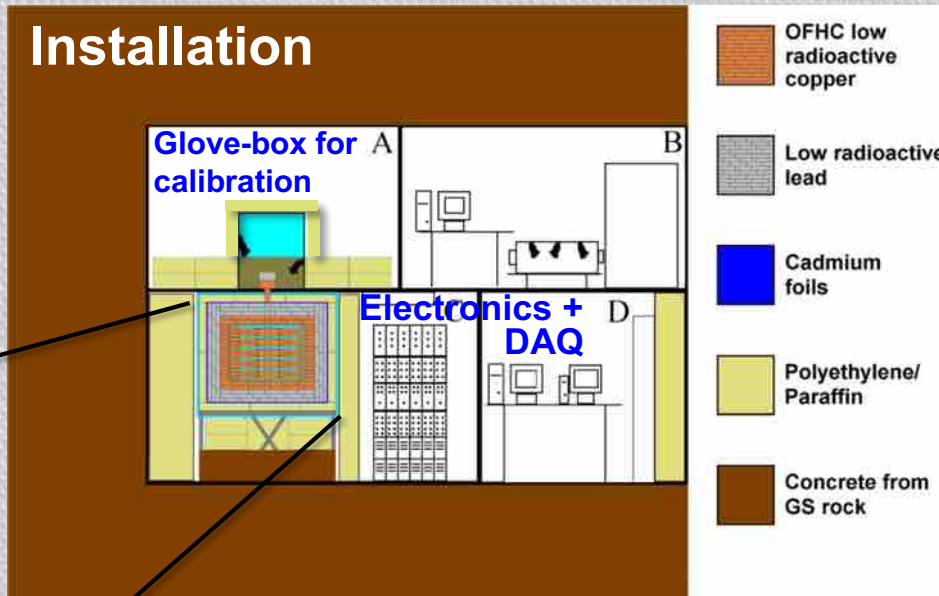 Installation
Glove-box for
calibration
A
B
Electronics +
DAQ
C
D
OFHC low
radioactive
copper
Low radioactive
lead
Cadmium
foils
Polyethylene/
Paraffin
Concrete from
GS rock